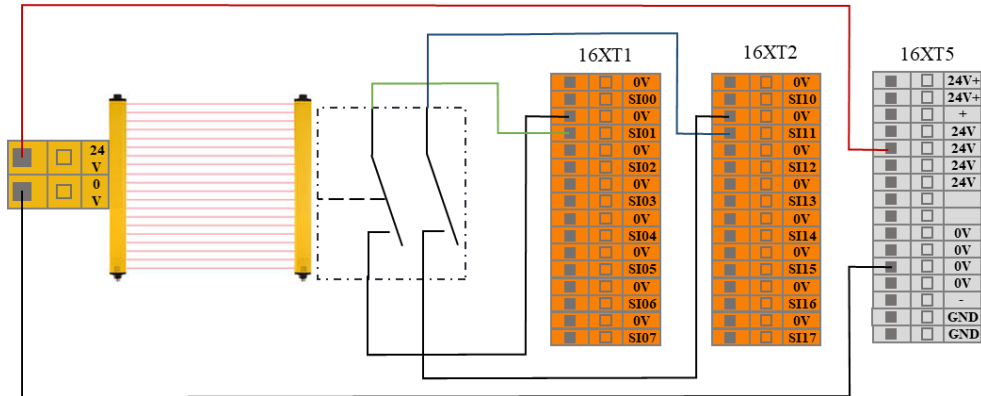 16XT1
16XT2
16XT5
24
V
0
V
0V
SI00
0V
SI01
0V
SI02
0V
SI03
0V
SI04
0V
SI05
0V
SI06
0V
SI07
0V
SI10
0V
SI11
0V
SI12
0V
SI13
0V
SI14
0V
SI15
0V
SI16
0V
SI17
24V+
24V+
+
24V
24V
24V
24V
0V
0V
0V
0V
-
GND
GND